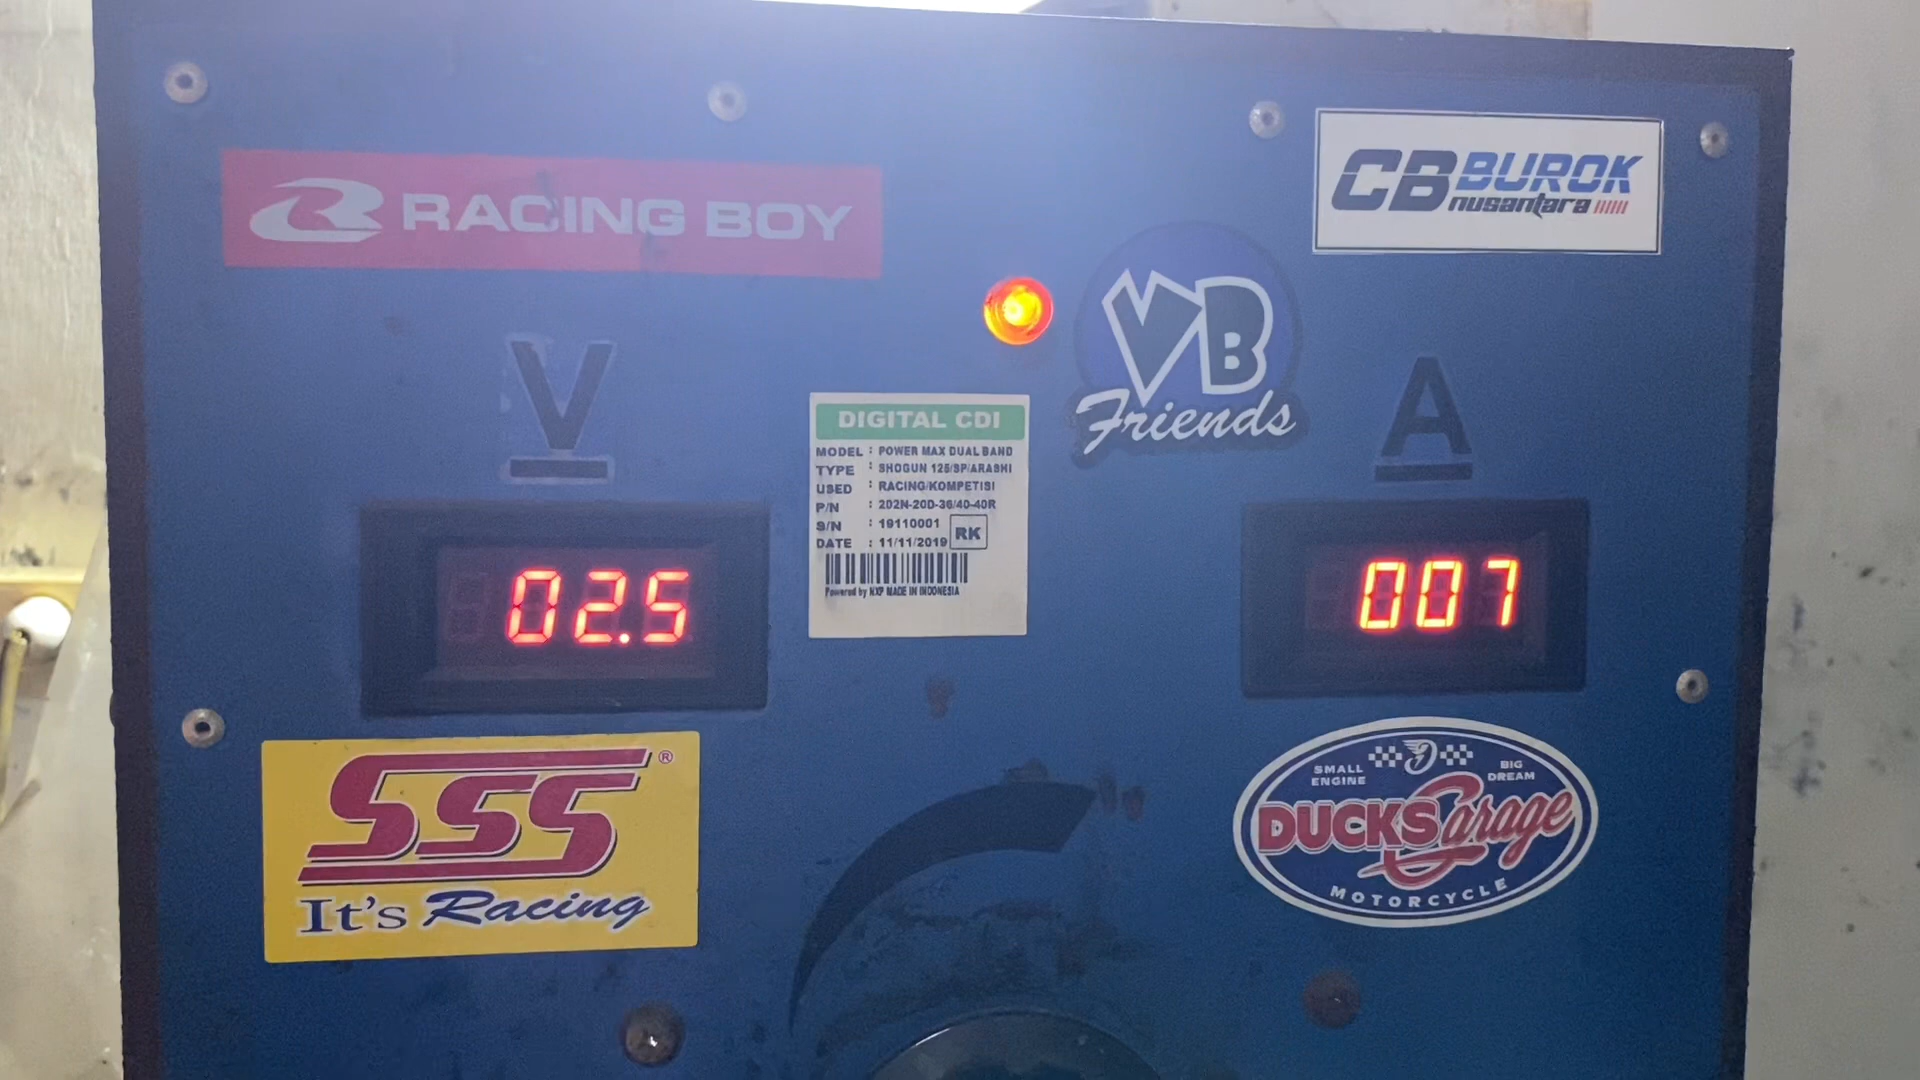 RACING BOY
CB BUROK
nusantara
VB
Friends
V
A
DIGITAL CDI
MODEL : POWER MAX DUAL BAND
TYPE : SHOGUN 125/SP/ARASHI
USED : RACING/KOMPETISI
P/N : 202N-20D-36/40-40R
S/N : 19110001
DATE : 11/11/2019
RK
Powered by NXP MADE IN INDONESIA
02.5
007
SSS®
It's Racing
SMALL ENGINE
BIG DREAM
DUCKS Garage
MOTORCYCLE